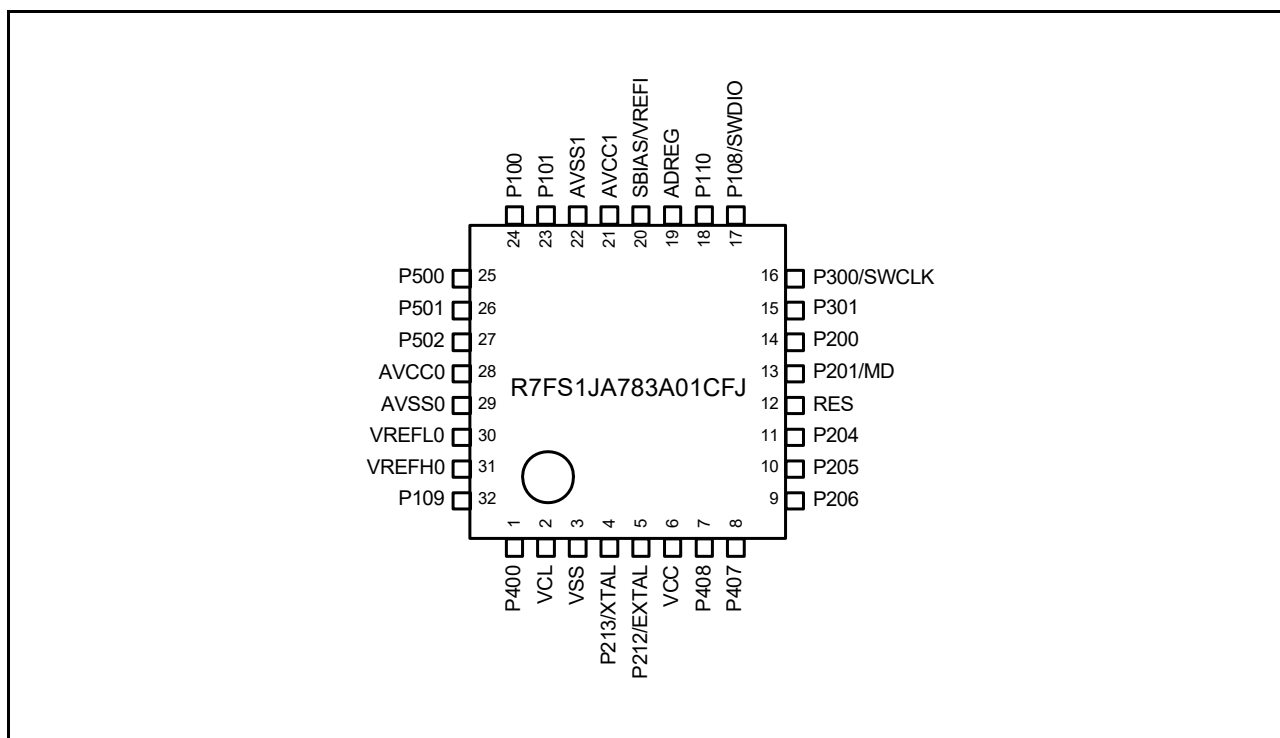 P100
P101
AVSS1
AVCC1
SBIAS/VREFI
ADREG
P110
P108/SWDIO
24
23
22
21
20
19
18
17
P500 25
P501 26
P502 27
AVCC0 28
AVSS0 29
VREFL0 30
VREFH0 31
P109 32
R7FS1JA783A01CFJ
16 P300/SWCLK
15 P301
14 P200
13 P201/MD
12 RES
11 P204
10 P205
9 P206
1
2
3
4
5
6
7
8
P400
VCL
VSS
P213/XTAL
P212/EXTAL
VCC
P408
P407